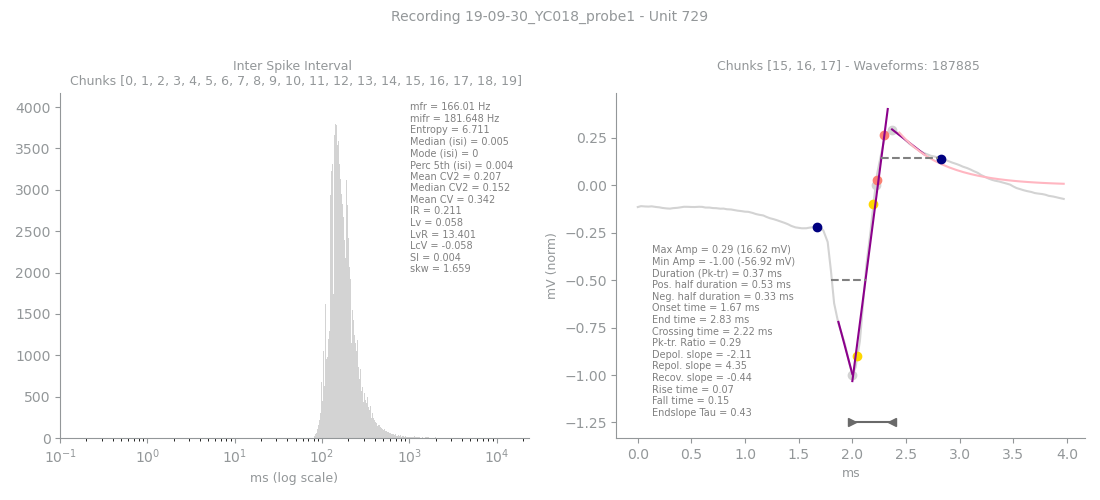 Recording 19-09-30_YC018_probe1 - Unit 729
Inter Spike Interval
Chunks [0, 1, 2, 3, 4, 5, 6, 7, 8, 9, 10, 11, 12, 13, 14, 15, 16, 17, 18, 19]
4000
3500
3000
2500
2000
1500
1000
500
0
mfr = 166.01 Hz
mifr = 181.648 Hz
Entropy = 6.711
Median (isi) = 0.005
Mode (isi) = 0
Perc 5th (isi) = 0.004
Mean CV2 = 0.207
Median CV2 = 0.152
Mean CV = 0.342
IR = 0.211
Lv = 0.058
LvR = 13.401
LcV = -0.058
SI = 0.004
skw = 1.659
10⁻¹ 10⁰ 10¹ 10² 10³ 10⁴
ms (log scale)
Chunks [15, 16, 17] - Waveforms: 187885
mV (norm)
0.25
0.00
−0.25
−0.50
−0.75
−1.00
−1.25
Max Amp = 0.29 (16.62 mV)
Min Amp = -1.00 (-56.92 mV)
Duration (Pk-tr) = 0.37 ms
Pos. half duration = 0.53 ms
Neg. half duration = 0.33 ms
Onset time = 1.67 ms
End time = 2.83 ms
Crossing time = 2.22 ms
Pk-tr. Ratio = 0.29
Depol. slope = -2.11
Repol. slope = 4.35
Recov. slope = -0.44
Rise time = 0.07
Fall time = 0.15
Endslope Tau = 0.43
0.0 0.5 1.0 1.5 2.0 2.5 3.0 3.5 4.0
ms